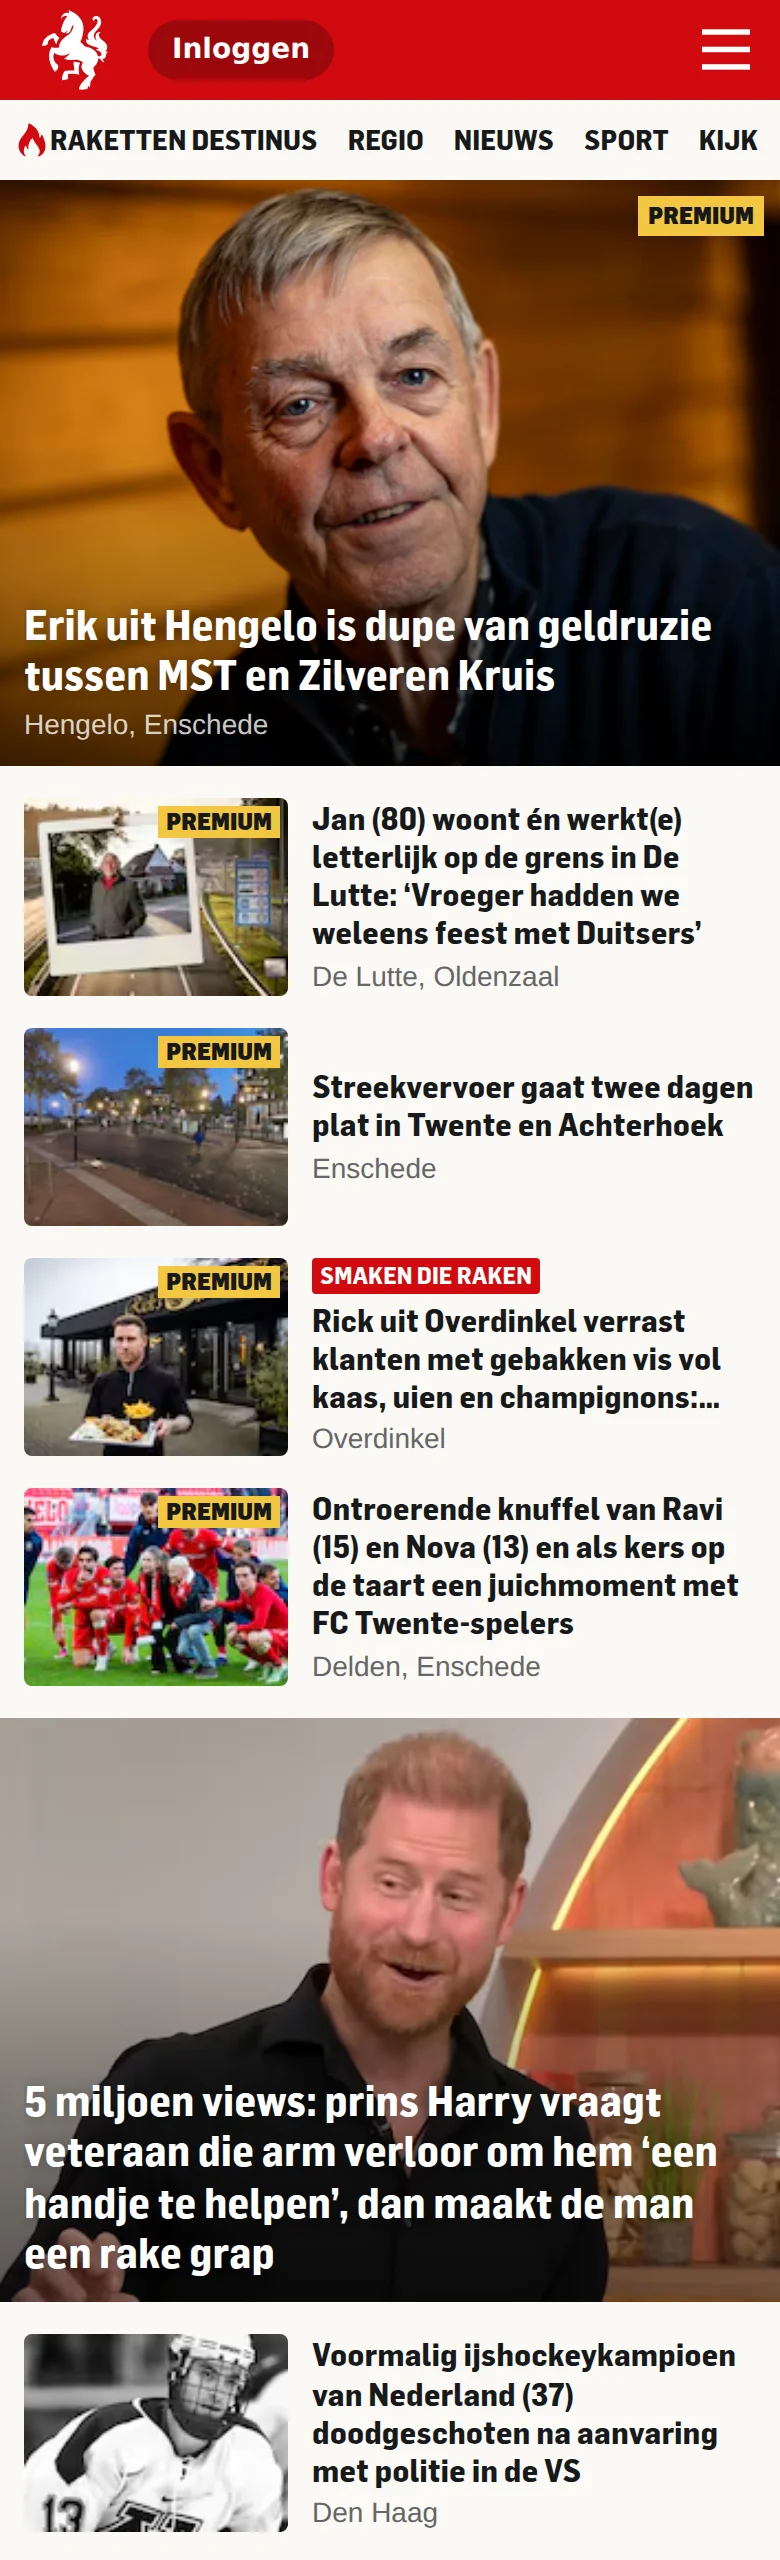 Inloggen
RAKETTEN DESTINUS REGIO NIEUWS SPORT KIJK
PREMIUM
Erik uit Hengelo is dupe van geldruzie
tussen MST en Zilveren Kruis
Hengelo, Enschede
PREMIUM
Jan (80) woont én werkt(e)
letterlijk op de grens in De
Lutte: ‘Vroeger hadden we
weleens feest met Duitsers’
De Lutte, Oldenzaal
PREMIUM
Streekvervoer gaat twee dagen
plat in Twente en Achterhoek
Enschede
PREMIUM
SMAKEN DIE RAKEN
Rick uit Overdinkel verrast
klanten met gebakken vis vol
kaas, uien en champignons:...
Overdinkel
PREMIUM
Ontroerende knuffel van Ravi
(15) en Nova (13) en als kers op
de taart een juichmoment met
FC Twente-spelers
Delden, Enschede
5 miljoen views: prins Harry vraagt
veteraan die arm verloor om hem ‘een
handje te helpen’, dan maakt de man
een rake grap
Voormalig ijshockeykampioen
van Nederland (37)
doodgeschoten na aanvaring
met politie in de VS
Den Haag
13